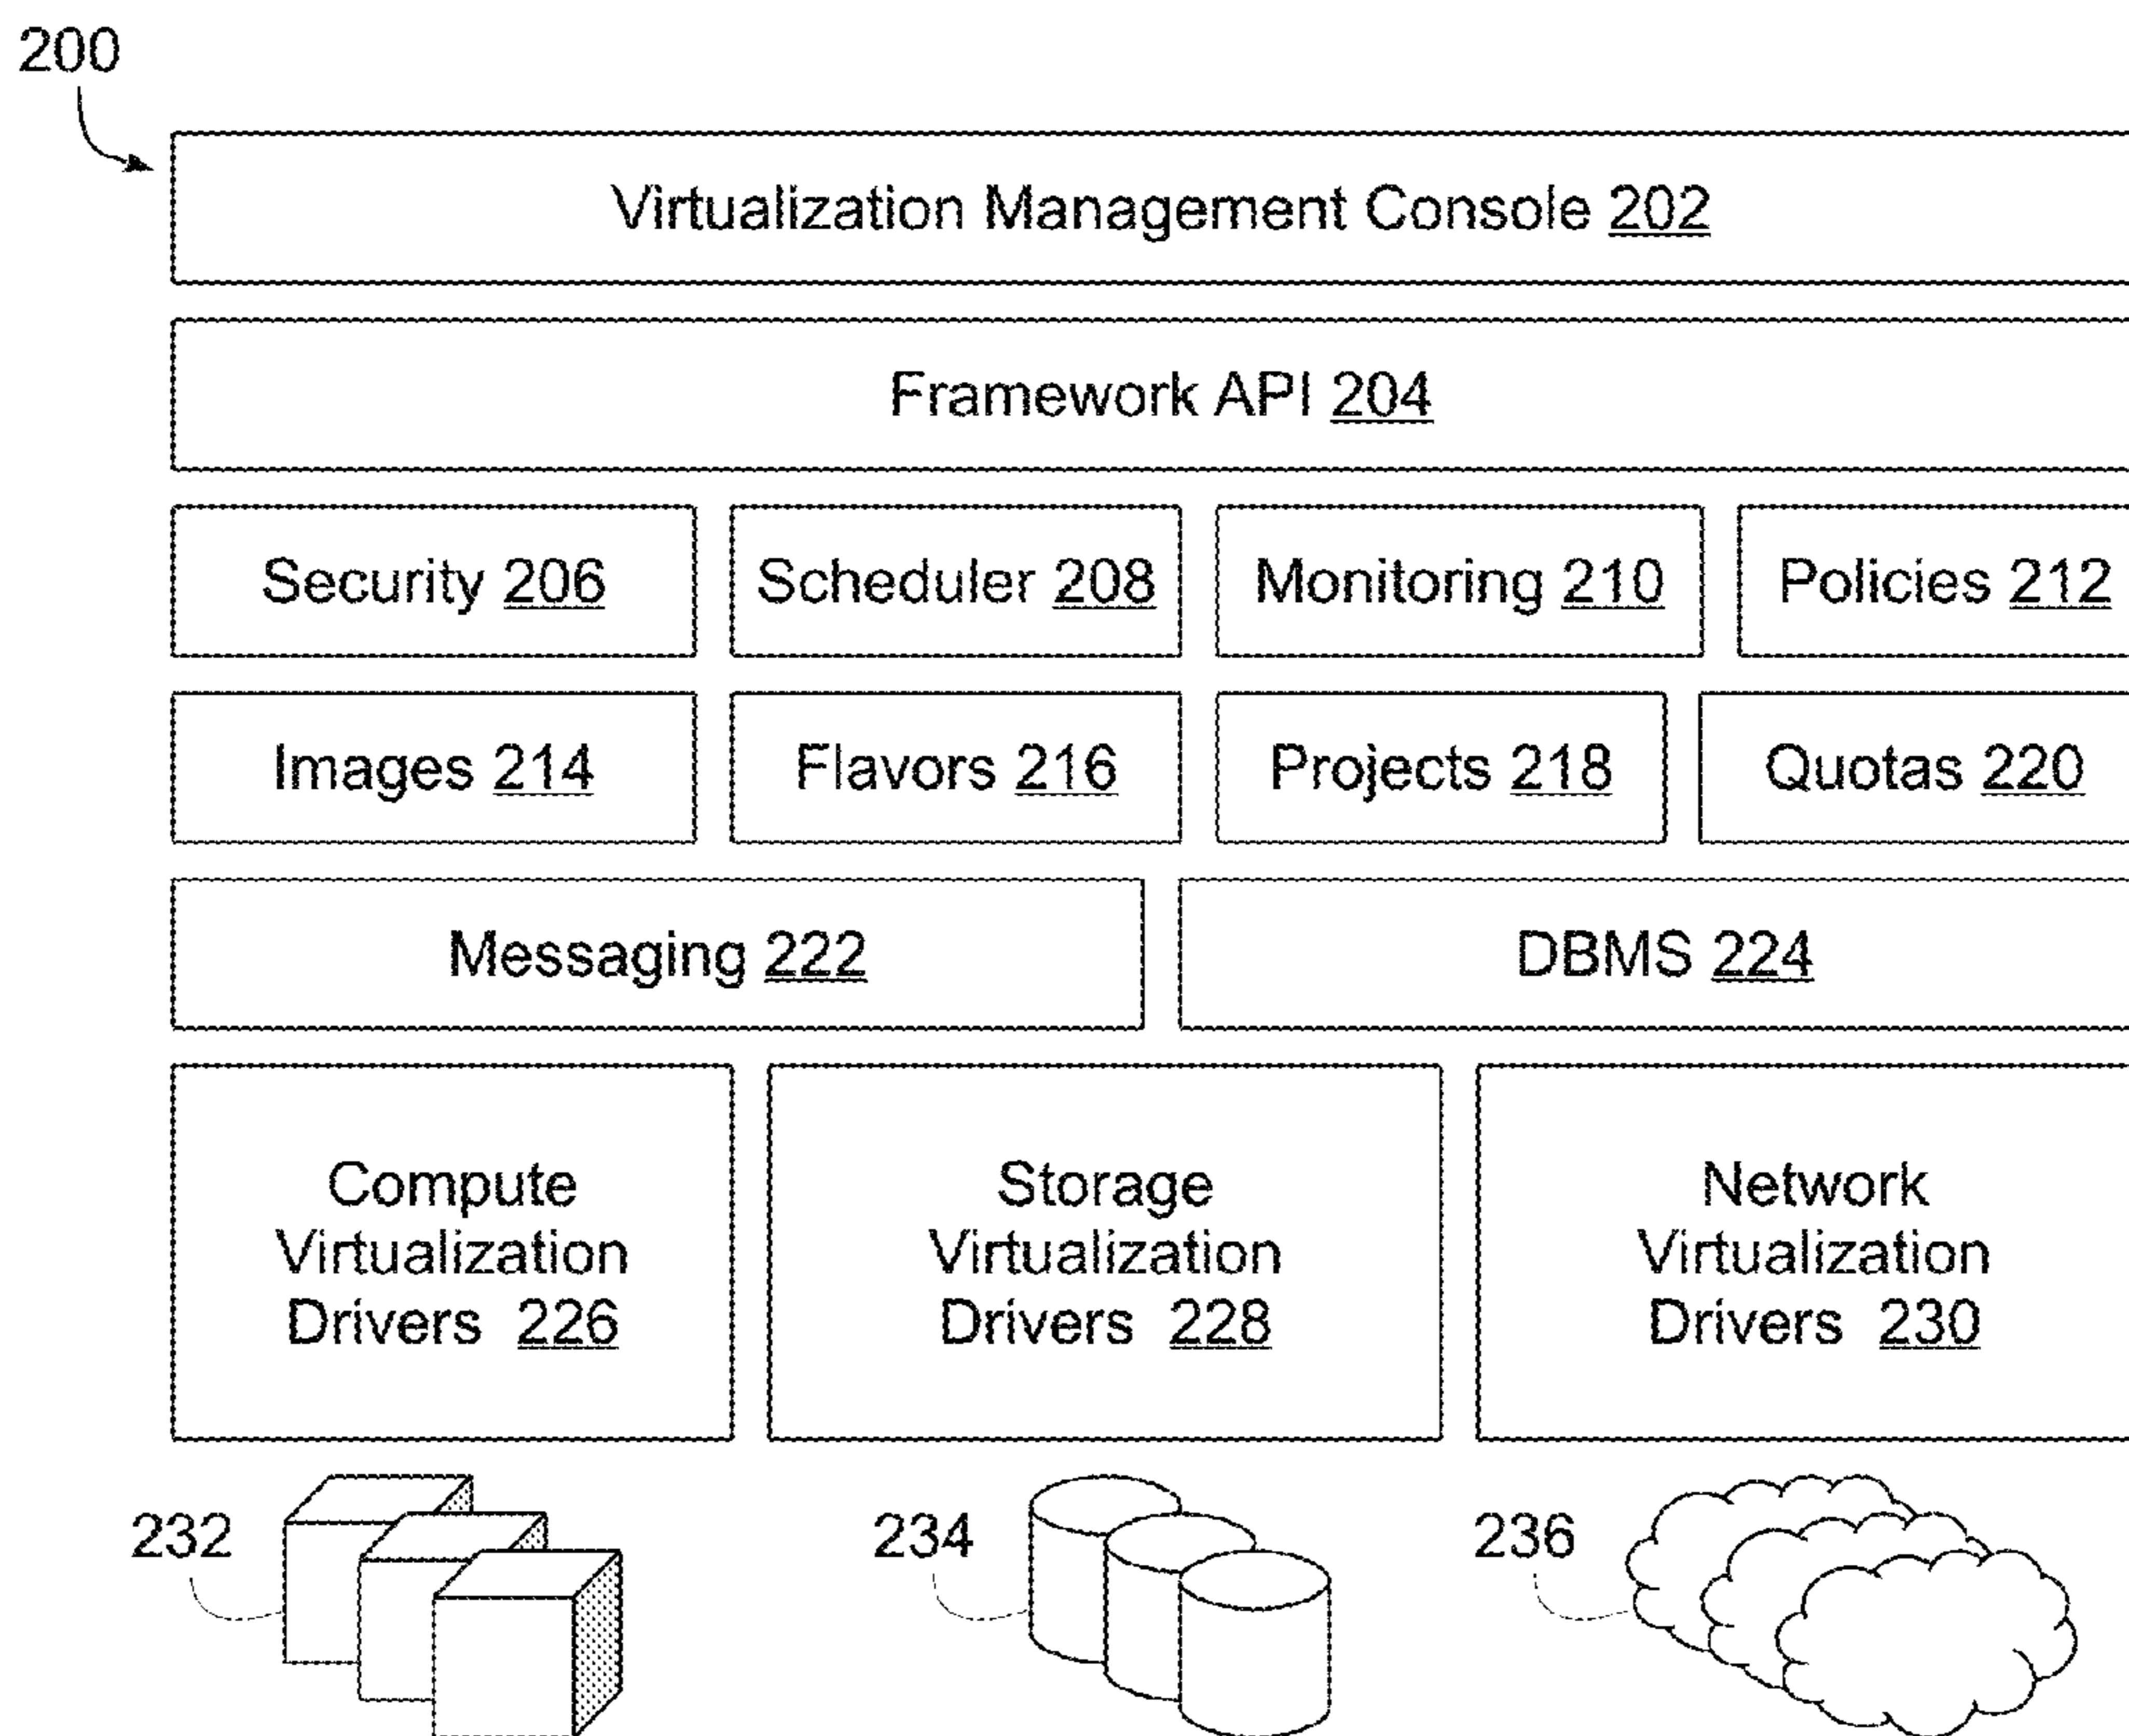 200
Virtualization Management Console 202
Framework API 204
Security 206
Scheduler 208
Monitoring 210
Policies 212
Images 214
Flavors 216
Projects 218
Quotas 220
Messaging 222
DBMS 224
Compute
Virtualization
Drivers 226
Storage
Virtualization
Drivers 228
Network
Virtualization
Drivers 230
232
234
236